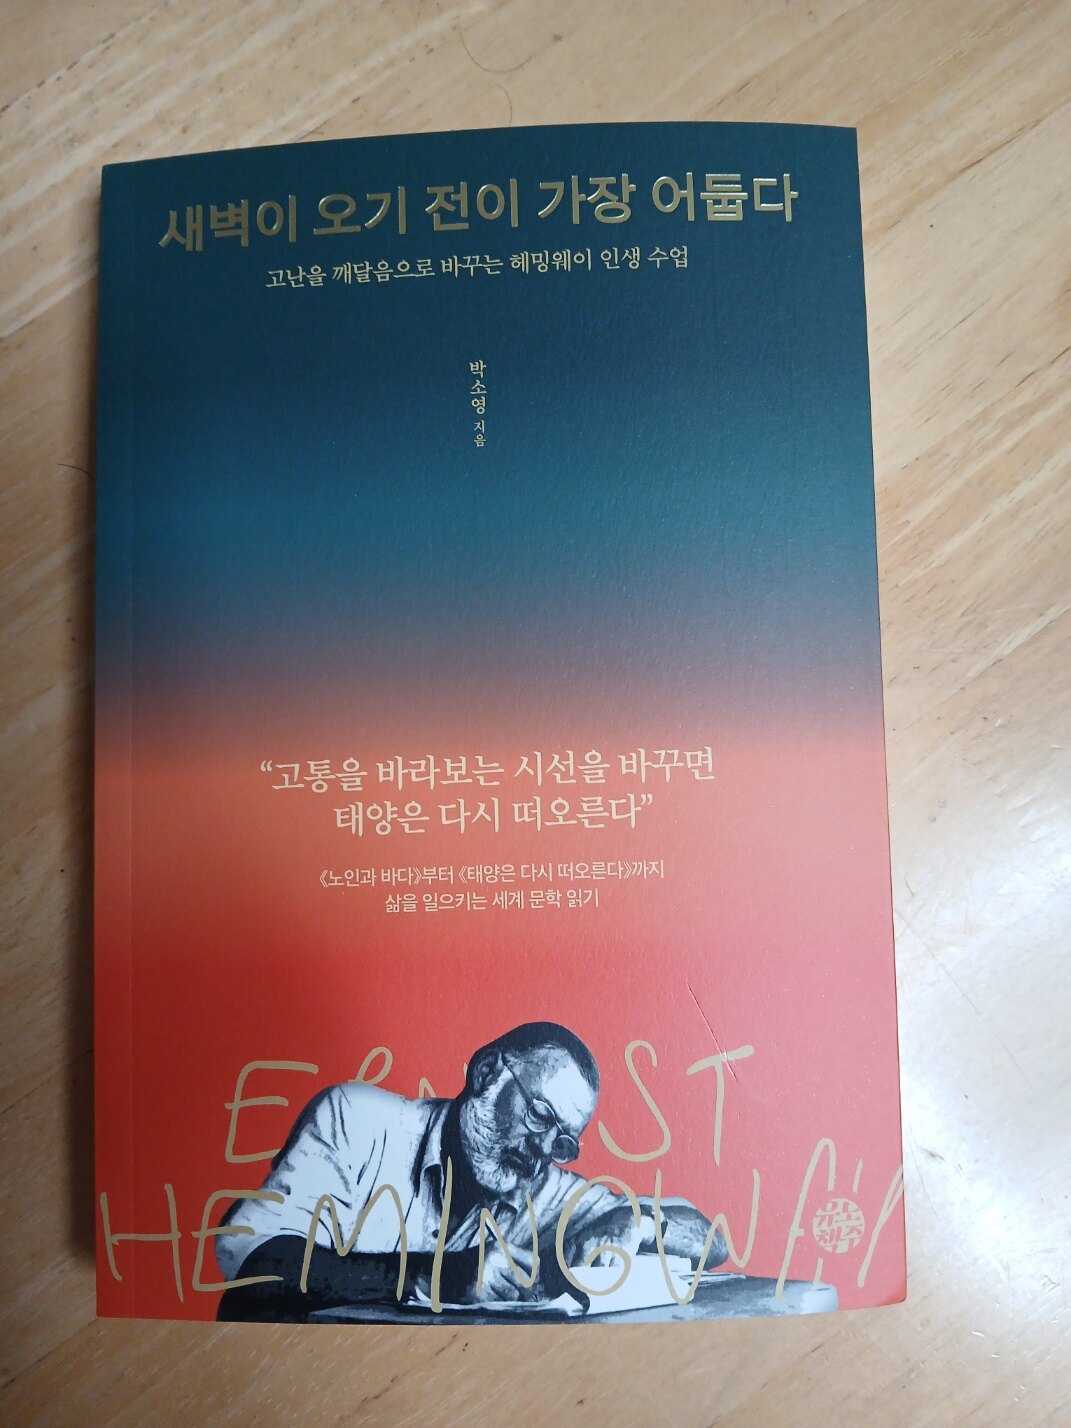 새벽이 오기 전이 가장 어둡다
고난을 깨달음으로 바꾸는 헤밍웨이 인생 수업
박소영 지음
“고통을 바라보는 시선을 바꾸면
태양은 다시 떠오른다”
《노인과 바다》부터 《태양은 다시 떠오른다》까지
삶을 일으키는 세계 문학 읽기
ERNEST
HEMINGWAY
유노
책주